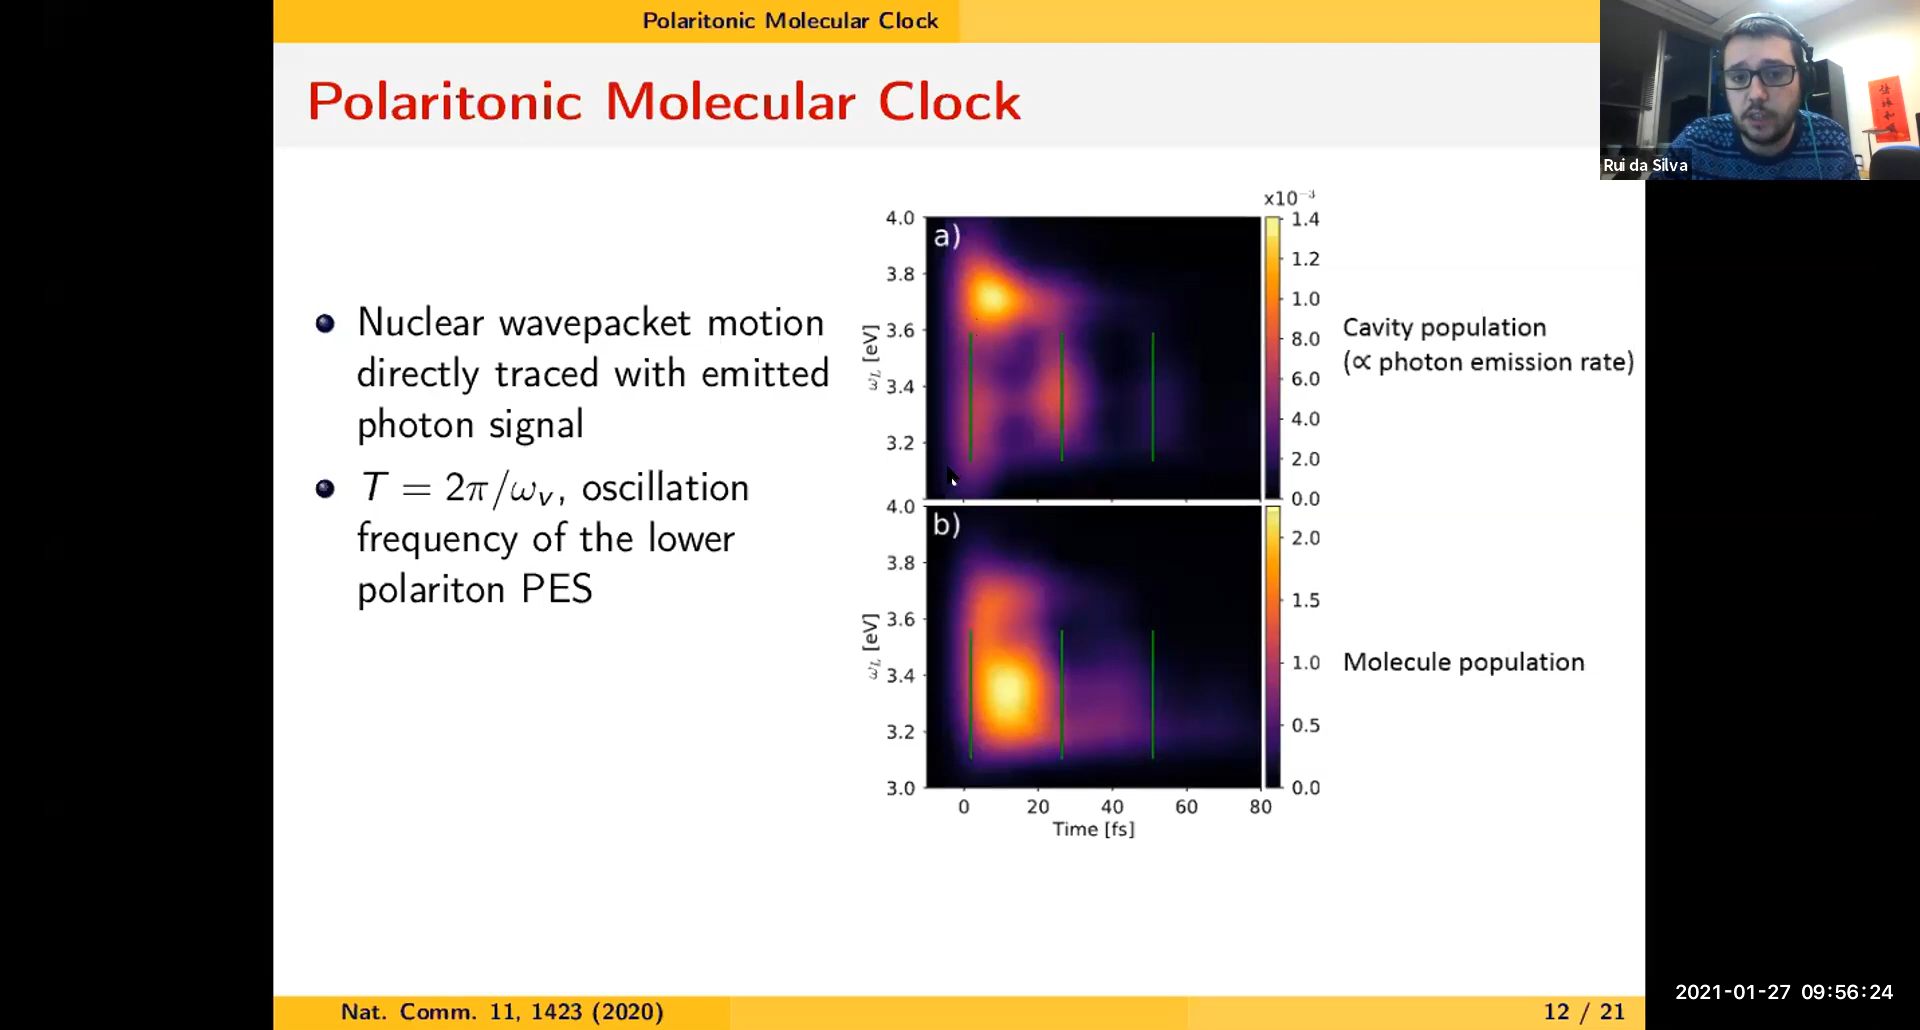 Polaritonic Molecular Clock
Polaritonic Molecular Clock
Rui da Silva
Nuclear wavepacket motion
directly traced with emitted
photon signal
T = 2π/ωᵥ, oscillation
frequency of the lower
polariton PES
x10⁻³
a)
4.0
3.8
3.6
3.4
3.2
ω_L [eV]
1.4
1.2
1.0
8.0
6.0
4.0
2.0
0.0
Cavity population
(∝ photon emission rate)
b)
4.0
3.8
3.6
3.4
3.2
3.0
ω_L [eV]
2.0
1.5
1.0
0.5
0.0
Molecule population
0 20 40 60 80
Time [fs]
Nat. Comm. 11, 1423 (2020)
12 / 21
2021-01-27 09:56:24